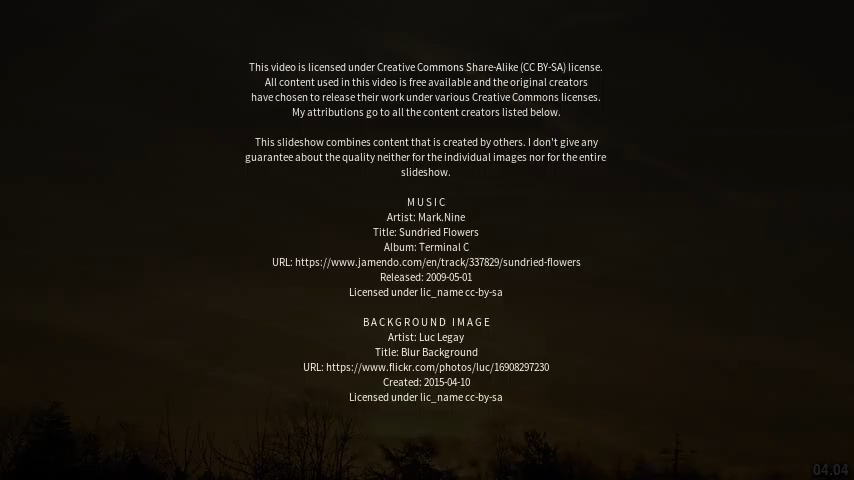 This video is licensed under Creative Commons Share-Alike (CC BY-SA) license.
All content used in this video is free available and the original creators
have chosen to release their work under various Creative Commons licenses.
My attributions go to all the content creators listed below.
This slideshow combines content that is created by others. I don't give any
guarantee about the quality neither for the individual images nor for the entire
slideshow.
MUSIC
Artist: Mark.Nine
Title: Sundried Flowers
Album: Terminal C
URL: https://www.jamendo.com/en/track/337829/sundried-flowers
Released: 2009-05-01
Licensed under lic_name cc-by-sa
BACKGROUND IMAGE
Artist: Luc Legay
Title: Blur Background
URL: https://www.flickr.com/photos/luc/16908297230
Created: 2015-04-10
Licensed under lic_name cc-by-sa
04.04